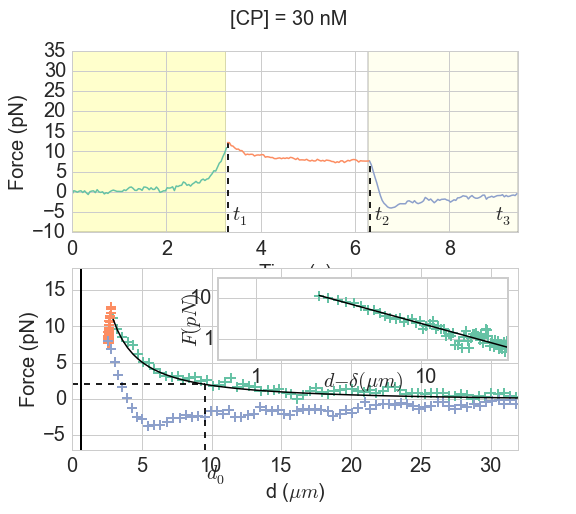 [CP] = 30 nM
Force (pN)
35
30
25
20
15
10
5
0
−5
−10
t1
t2
t3
0 2 4 6 8
Force (pN)
15
10
5
0
−5
F(pN)
10
1
1 10
d−δ(μm)
0 5 10 15 20 25 30
d0
d (μm)